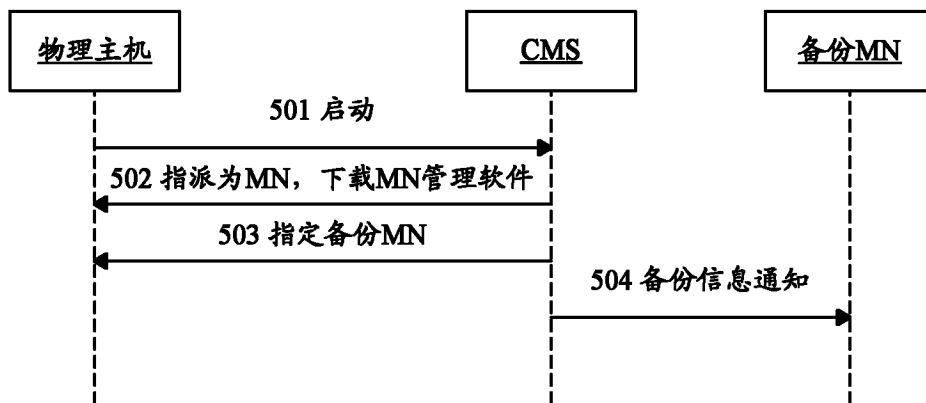 物理主机
CMS
备份MN
501 启动
502 指派为MN，下载MN管理软件
503 指定备份MN
504 备份信息通知